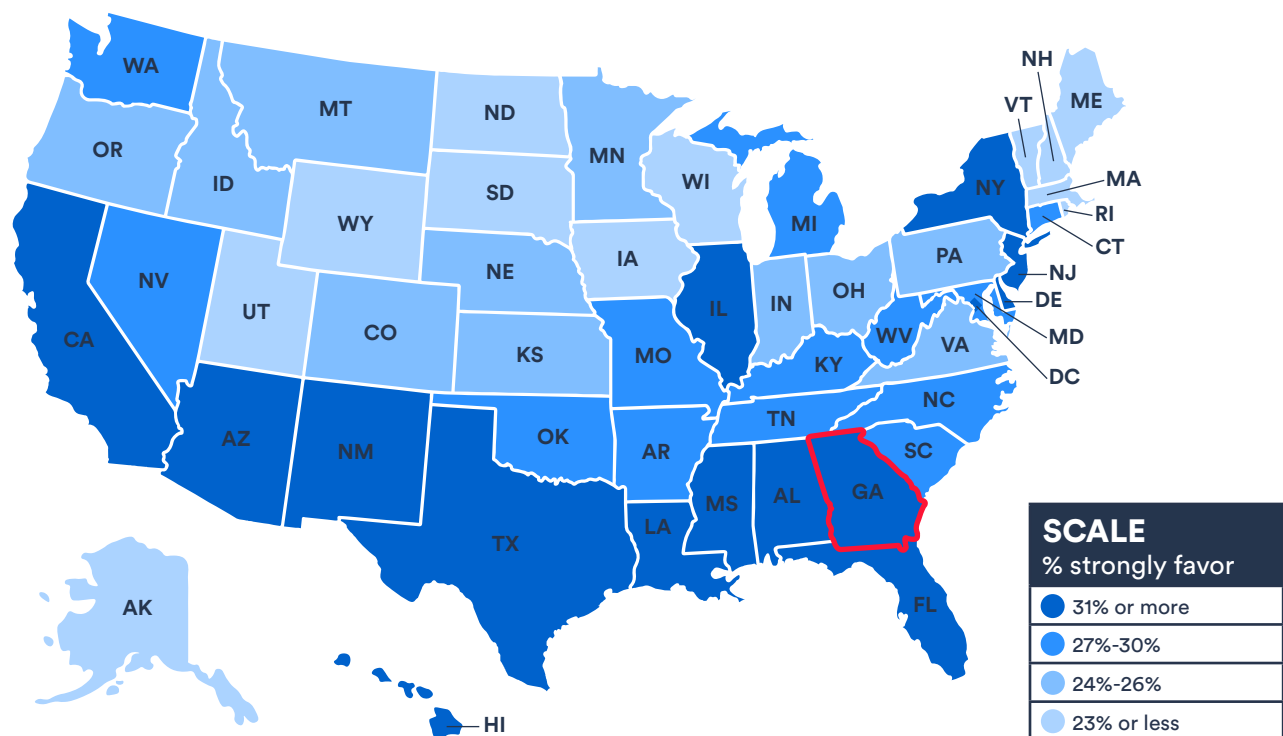 WA
MT
ND
MN
OR
ID
SD
WI
WY
MI
NH
VT
ME
NY
MA
RI
CT
NV
UT
CO
NE
IA
IL
IN
OH
PA
NJ
DE
MD
DC
CA
KS
MO
KY
WV
VA
AZ
NM
OK
AR
TN
NC
SC
TX
LA
MS
AL
GA
FL
AK
HI
SCALE
% strongly favor
31% or more
27%-30%
24%-26%
23% or less